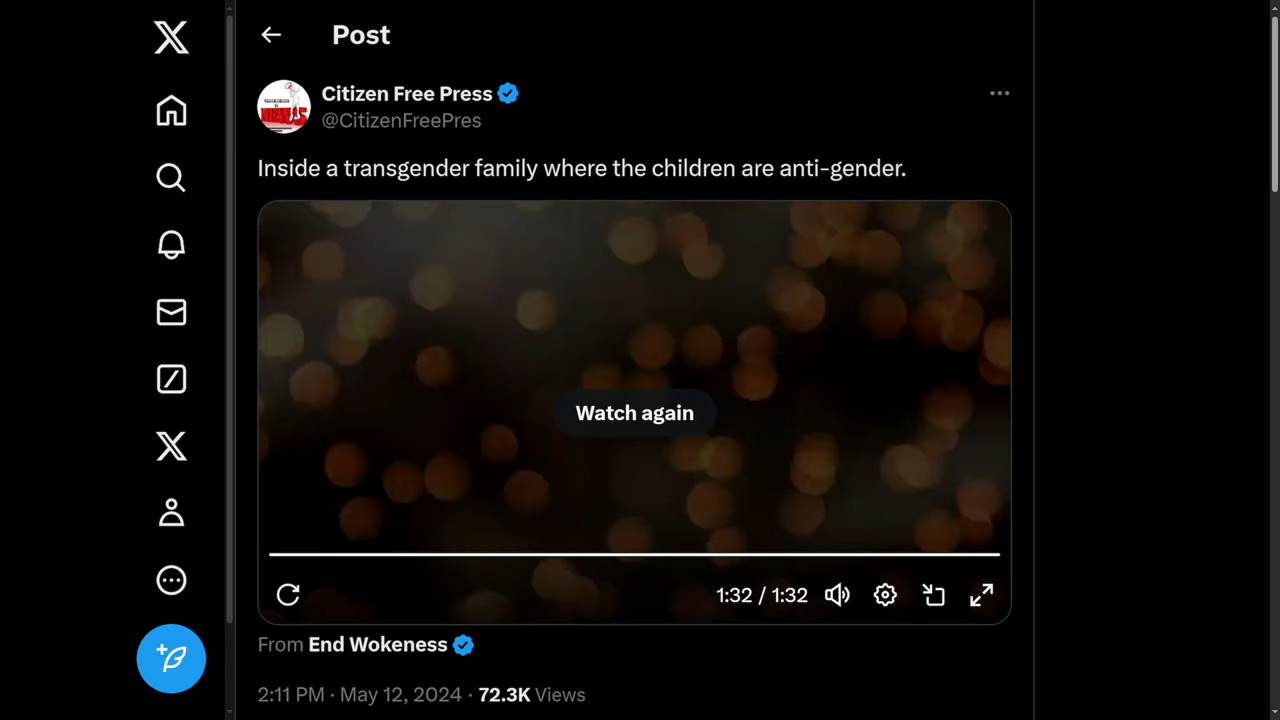 Post
Citizen Free Press
@CitizenFreePres
Inside a transgender family where the children are anti-gender.
Watch again
1:32 / 1:32
From End Wokeness
2:11 PM · May 12, 2024 · 72.3K Views